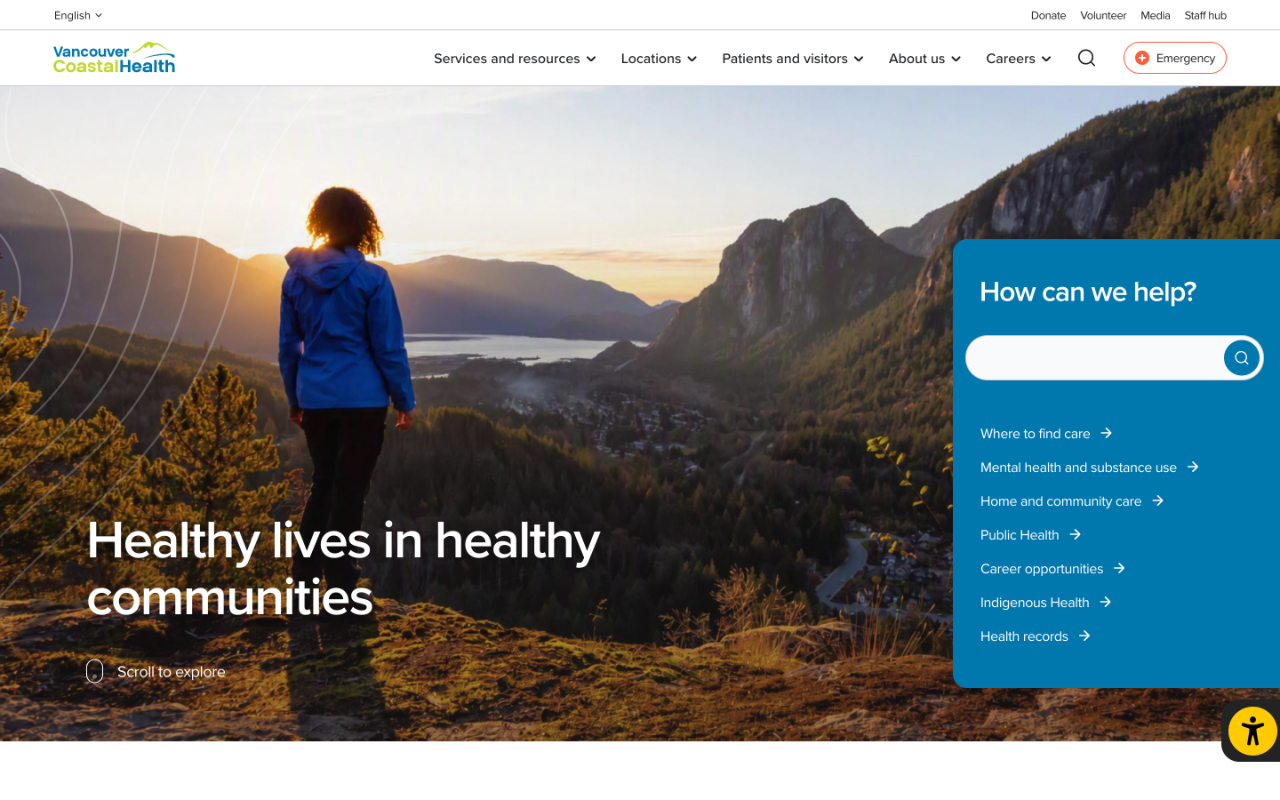 English
Donate
Volunteer
Media
Staff hub
Vancouver
CoastalHealth
Services and resources
Locations
Patients and visitors
About us
Careers
Emergency
Healthy lives in healthy
communities
Scroll to explore
How can we help?
Where to find care
Mental health and substance use
Home and community care
Public Health
Career opportunities
Indigenous Health
Health records